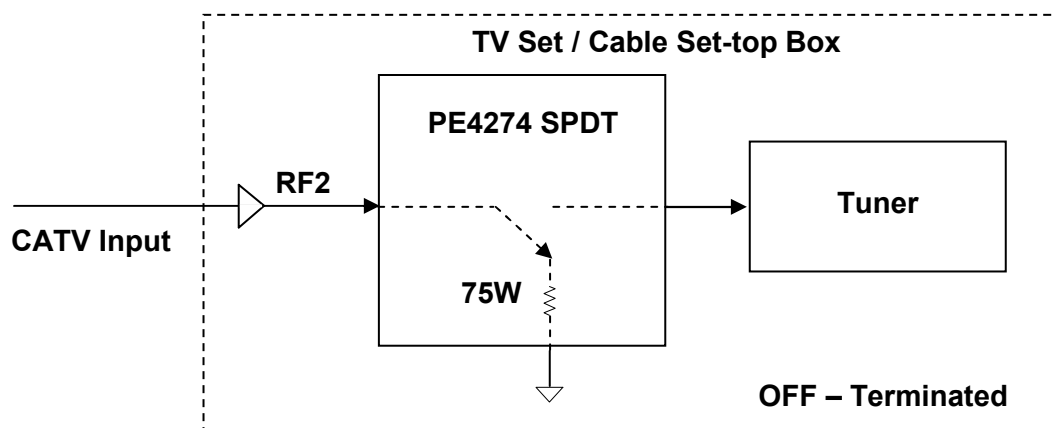 TV Set / Cable Set-top Box
PE4274 SPDT
RF2
Tuner
CATV Input
75W
OFF – Terminated